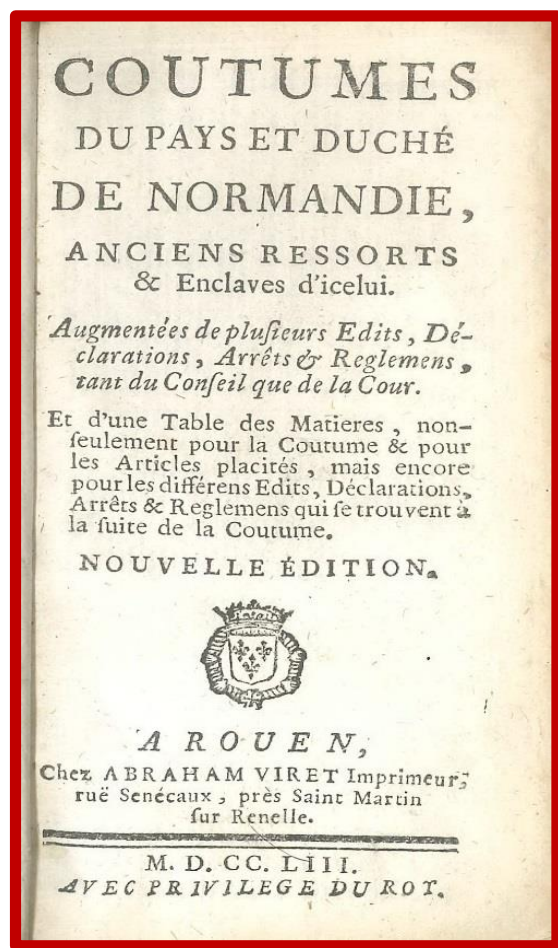 COUTUMES
DU PAYS ET DUCHÉ
DE NORMANDIE,
ANCIENS RESSORTS
& Enclaves d'icelui.
Augmentées de pluſieurs Edits, Dé-
clarations, Arrêts & Reglemens,
tant du Conſeil que de la Cour.
Et d'une Table des Matieres, non-
ſeulement pour la Coutume & pour
les Articles placités, mais encore
pour les différens Edits, Déclarations,
Arrêts & Reglemens qui ſe trouvent à
la ſuite de la Coutume.
NOUVELLE ÉDITION.
A ROUEN,
Chez ABRAHAM VIRET Imprimeur,
ruë Senécaux, près Saint Martin
ſur Renelle.
M. D. CC. LIII.
AVEC PRIVILEGE DU ROY.